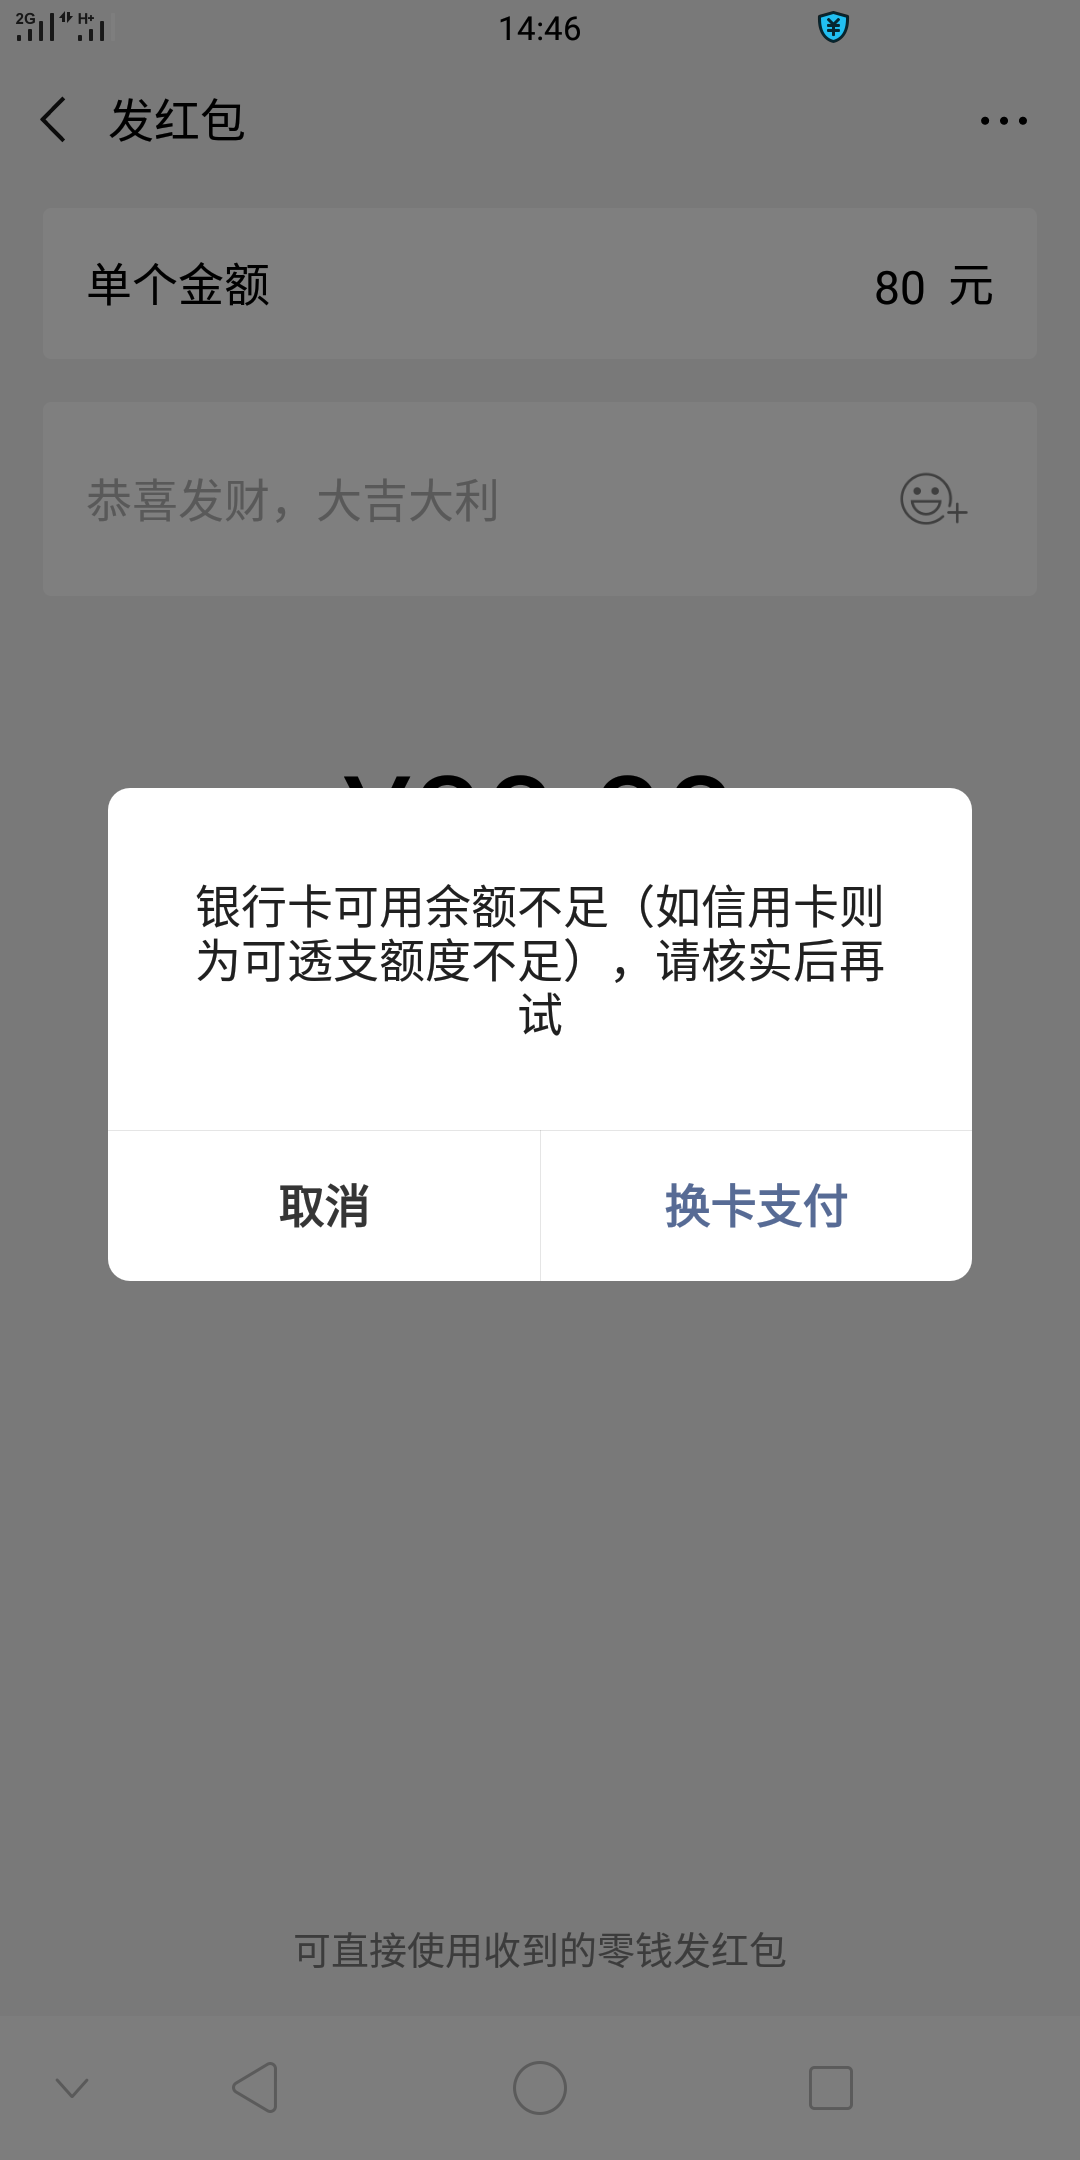 2G H+ 14:46
发红包
单个金额 80 元
恭喜发财，大吉大利
银行卡可用余额不足（如信用卡则
为可透支额度不足），请核实后再
试
取消 换卡支付
可直接使用收到的零钱发红包